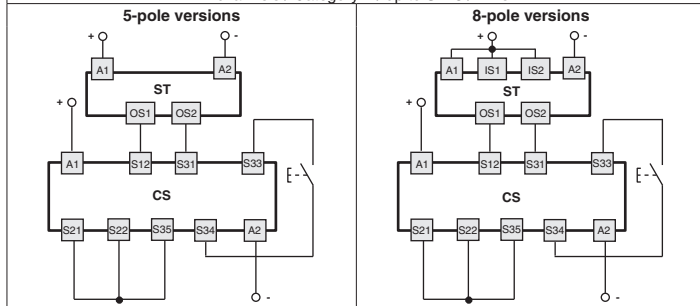 5-pole versions
8-pole versions
+ -
+ -
A1 A2
A1 IS1 IS2 A2
ST
ST
OS1 OS2
OS1 OS2
+
+
A1 S12 S31 S33
A1 S12 S31 S33
CS
CS
S21 S22 S35 S34 A2
S21 S22 S35 S34 A2
-
-